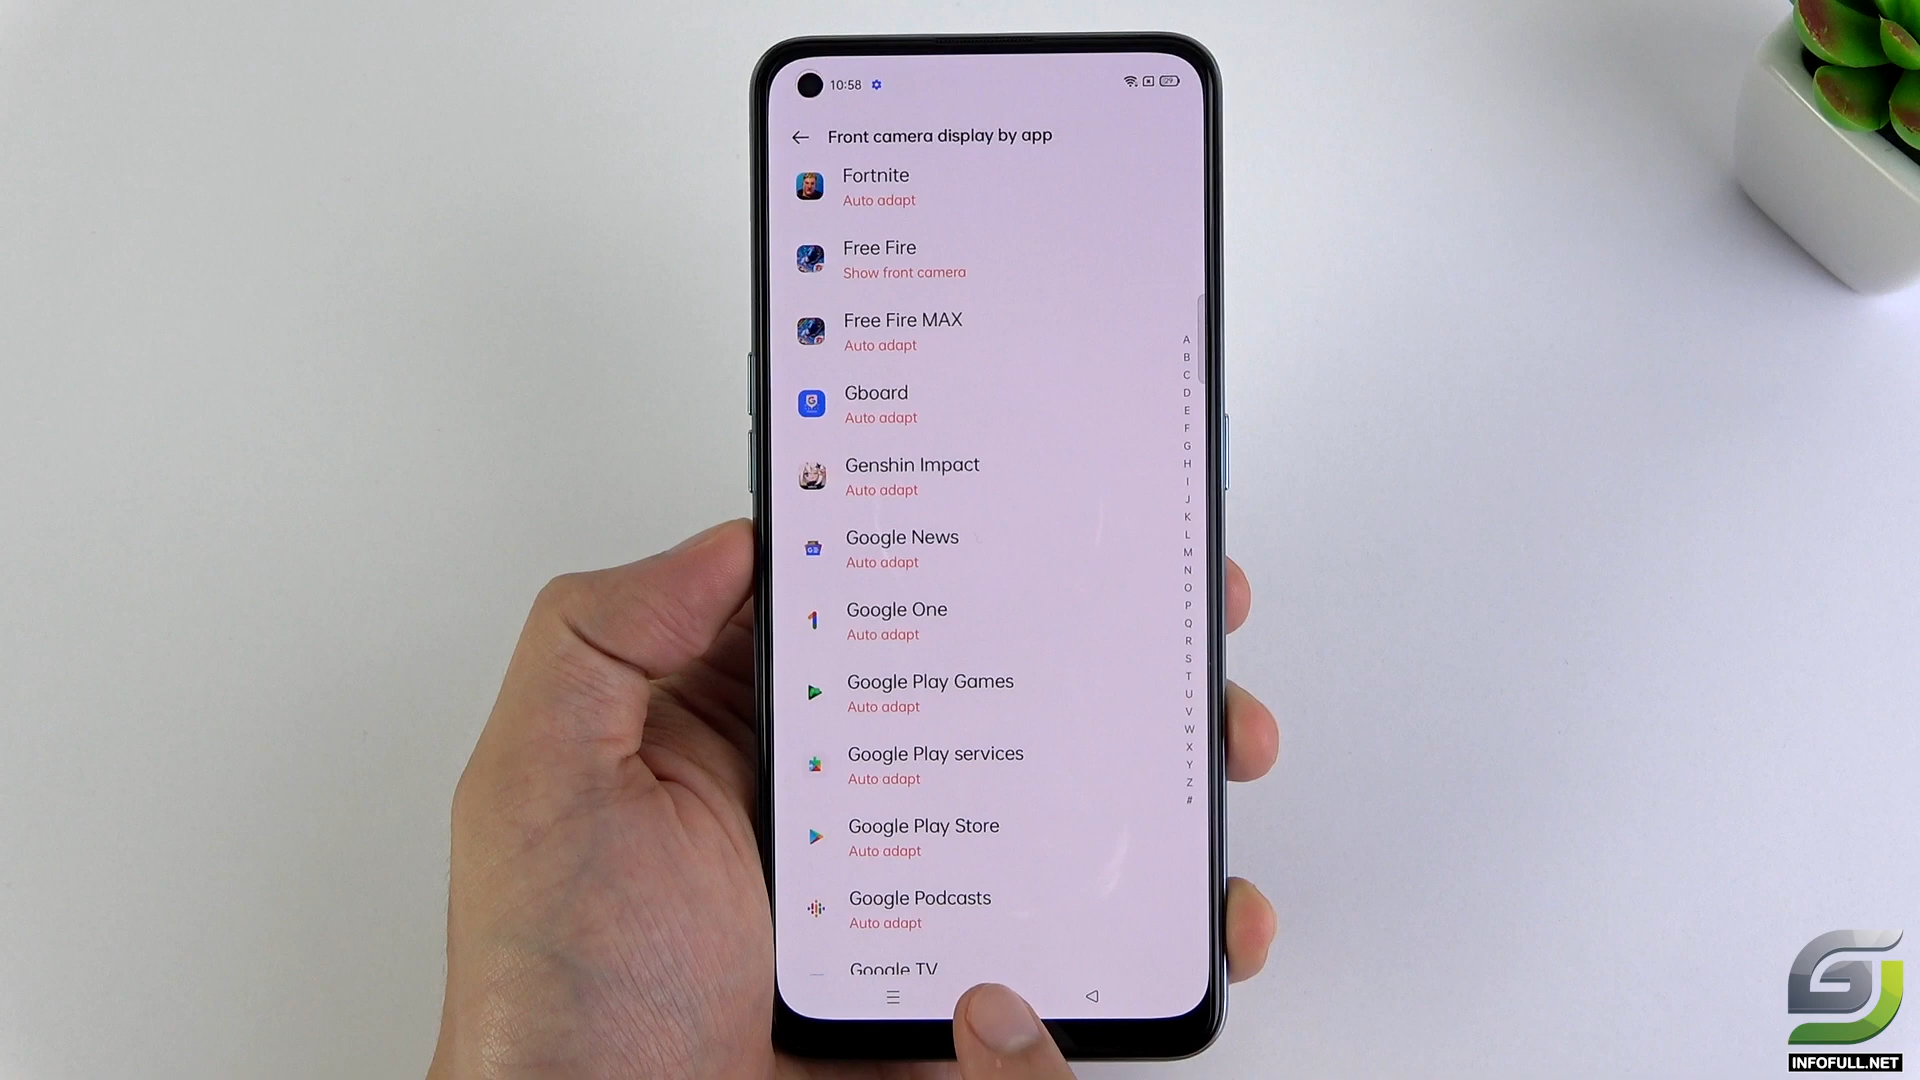 10:58
Front camera display by app
Fortnite
Auto adapt
Free Fire
Show front camera
Free Fire MAX
Auto adapt
Gboard
Auto adapt
Genshin Impact
Auto adapt
Google News
Auto adapt
Google One
Auto adapt
Google Play Games
Auto adapt
Google Play services
Auto adapt
Google Play Store
Auto adapt
Google Podcasts
Auto adapt
Google TV
A
B
C
D
E
F
G
H
I
J
K
L
M
N
O
P
Q
R
S
T
U
V
W
X
Y
Z
#
INFOFULL.NET